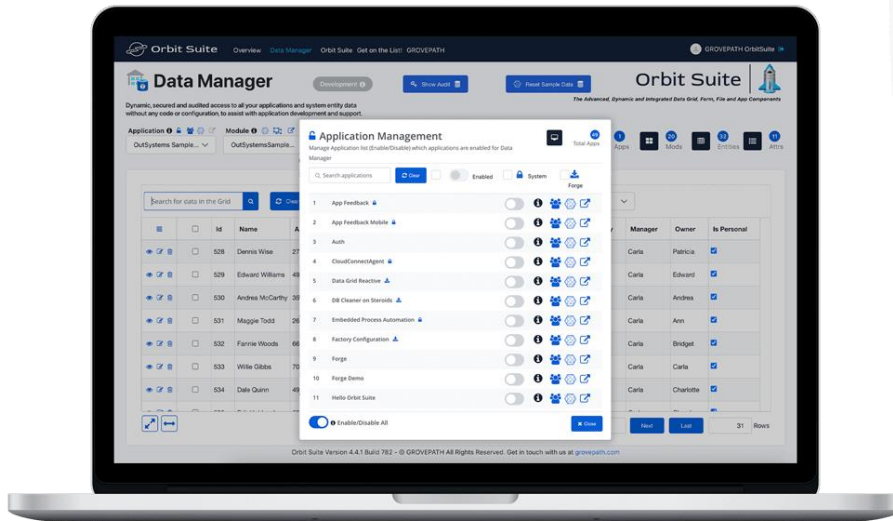 Orbit Suite Overview Data Manager Orbit Suite Get on the List! GROVEPATH GROVEPATH OrbitSuite
Data Manager Development Show Audit Reset Sample Data Orbit Suite
The Advanced, Dynamic and Integrated Data Grid, Form, File and App Components
Dynamic, secured and audited access to all your applications and system entity data
without any code or configuration, to assist with application development and support.
Application Module
OutSystems Sample... OutSystemsSample...
1 Apps 20 Mods 32 Entities 11 Attrs
Application Management
Manage Application list (Enable/Disable) which applications are enabled for Data
Manager
Total Apps
Search applications Clear Enabled System Forge
Search for data in the Grid
Id Name Manager Owner Is Personal
528 Dennis Wise 27 Carla Patricia
529 Edward Williams Carla Edward
530 Andrea McCarthy Carla Andrea
531 Maggie Todd 26 Carla Ann
532 Fannie Woods 66 Carla Bridget
533 Willie Gibbs 70 Carla Carla
534 Dale Quinn Carla Charlotte
1 App Feedback
2 App Feedback Mobile
3 Auth
4 CloudConnectAgent
5 Data Grid Reactive
6 DB Cleaner on Steroids
7 Embedded Process Automation
8 Factory Configuration
9 Forge
10 Forge Demo
11 Hello Orbit Suite
Enable/Disable All Close
Next Last 31 Rows
Orbit Suite Version 4.4.1 Build 782 - © GROVEPATH All Rights Reserved. Get in touch with us at grovepath.com